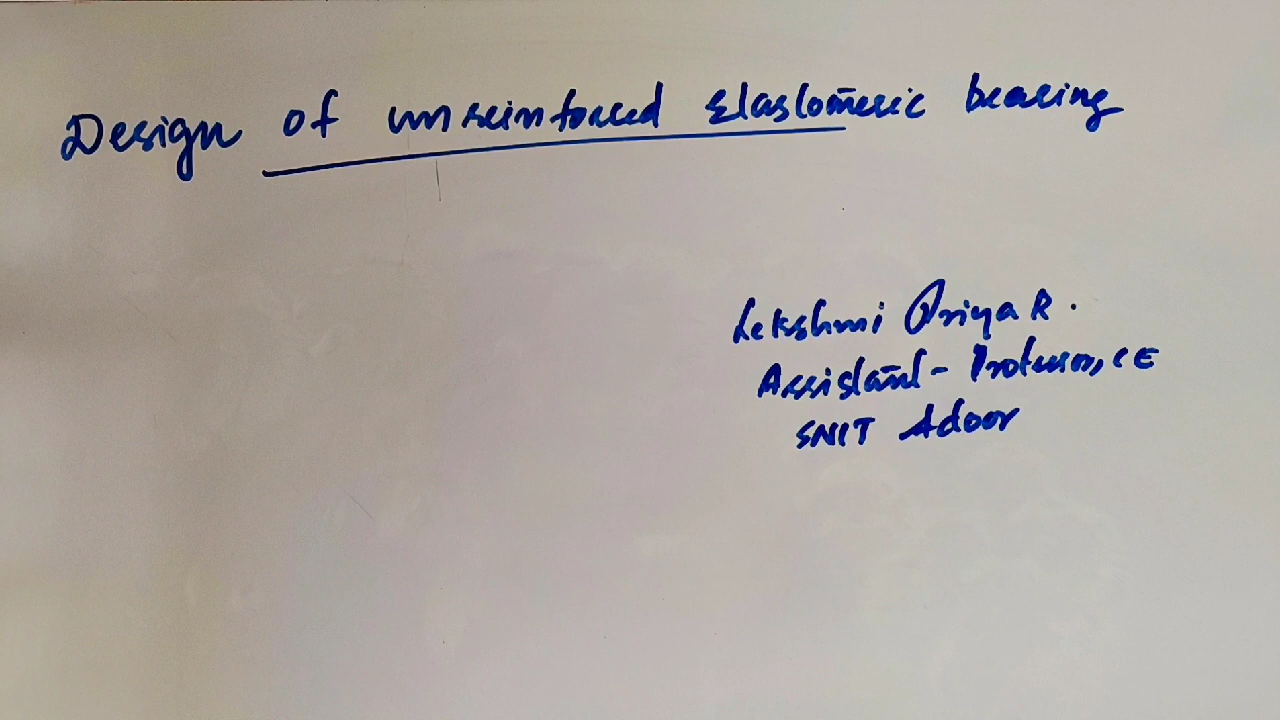 Design of unreinforced Elastomeric bearing
Lekshmi Priya R.
Assistant - Professor, CE
SNIT Adoor